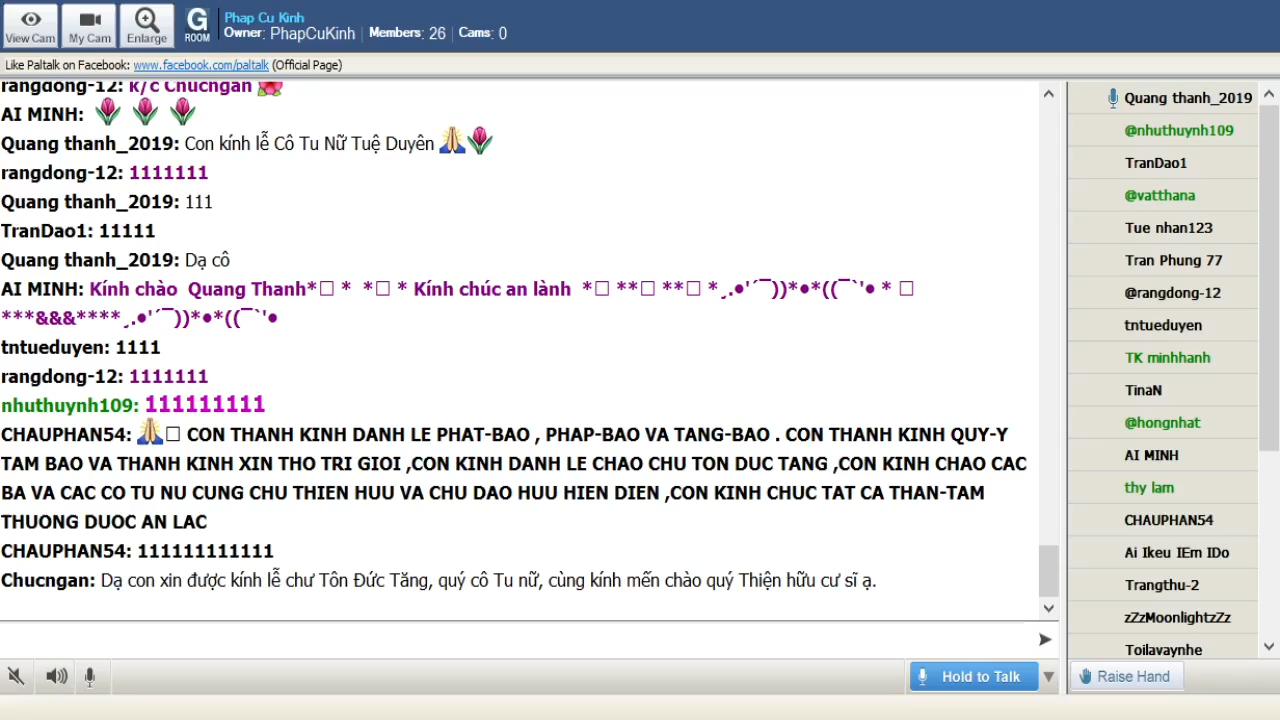 View Cam
My Cam
Enlarge
G
ROOM
Phap Cu Kinh
Owner: PhapCuKinh | Members: 26 | Cams: 0
Like Paltalk on Facebook: www.facebook.com/paltalk (Official Page)
rangdong-12: k/c Chucngan
AI MINH:
Quang thanh_2019: Con kính lễ Cô Tu Nữ Tuệ Duyên
rangdong-12: 1111111
Quang thanh_2019: 111
TranDao1: 11111
Quang thanh_2019: Dạ cô
AI MINH: Kính chào  Quang Thanh*□ *  *□ * Kính chúc an lành  *□ **□ **□ *¸.•'´¯))*•*((¯`'• * □
***&&&****¸.•'´¯))*•*((¯`'•
tntueduyen: 1111
rangdong-12: 1111111
nhuthuynh109: 111111111
CHAUPHAN54: 🙏□ CON THANH KINH DANH LE PHAT-BAO , PHAP-BAO VA TANG-BAO . CON THANH KINH QUY-Y
TAM BAO VA THANH KINH XIN THO TRI GIOI ,CON KINH DANH LE CHAO CHU TON DUC TANG ,CON KINH CHAO CAC
BA VA CAC CO TU NU CUNG CHU THIEN HUU VA CHU DAO HUU HIEN DIEN ,CON KINH CHUC TAT CA THAN-TAM
THUONG DUOC AN LAC
CHAUPHAN54: 111111111111
Chucngan: Dạ con xin được kính lễ chư Tôn Đức Tăng, quý cô Tu nữ, cùng kính mến chào quý Thiện hữu cư sĩ ạ.
Hold to Talk
Quang thanh_2019
@nhuthuynh109
TranDao1
@vatthana
Tue nhan123
Tran Phung 77
@rangdong-12
tntueduyen
TK minhhanh
TinaN
@hongnhat
AI MINH
thy lam
CHAUPHAN54
Ai Ikeu IEm IDo
Trangthu-2
zZzMoonlightzZz
Toilavaynhe
Raise Hand